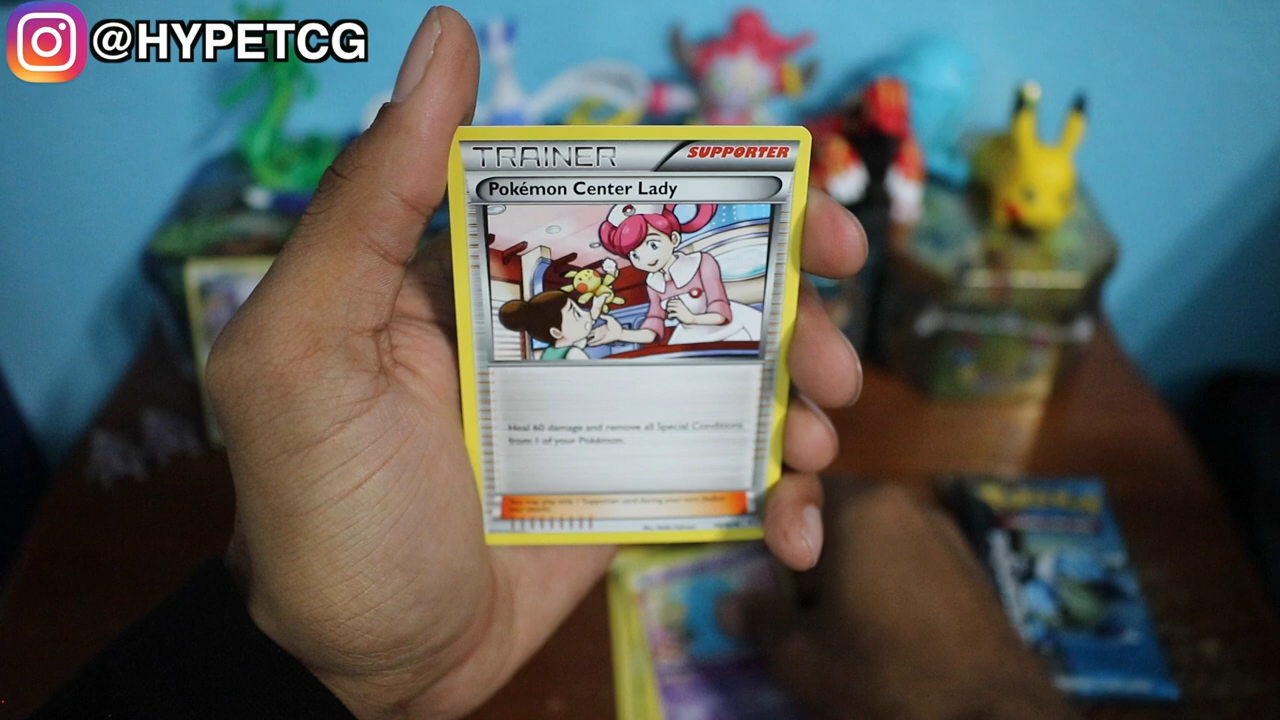 @HYPETCG
TRAINER
SUPPORTER
Pokémon Center Lady
Heal 60 damage and remove all Special Conditions
from 1 of your Pokémon.